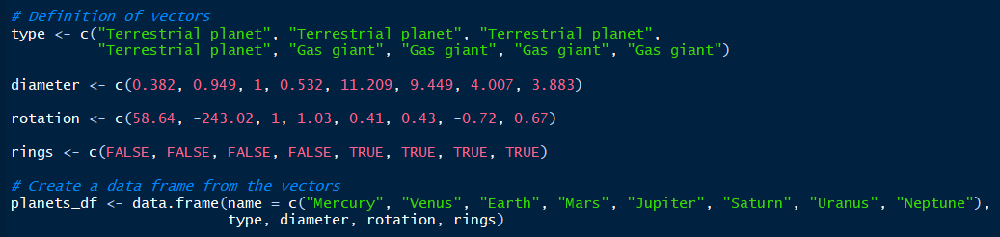 # Definition of vectors
type <- c("Terrestrial planet", "Terrestrial planet", "Terrestrial planet",
"Terrestrial planet", "Gas giant", "Gas giant", "Gas giant", "Gas giant")
diameter <- c(0.382, 0.949, 1, 0.532, 11.209, 9.449, 4.007, 3.883)
rotation <- c(58.64, -243.02, 1, 1.03, 0.41, 0.43, -0.72, 0.67)
rings <- c(FALSE, FALSE, FALSE, FALSE, TRUE, TRUE, TRUE, TRUE)
# Create a data frame from the vectors
planets_df <- data.frame(name = c("Mercury", "Venus", "Earth", "Mars", "Jupiter", "Saturn", "Uranus", "Neptune"),
type, diameter, rotation, rings)